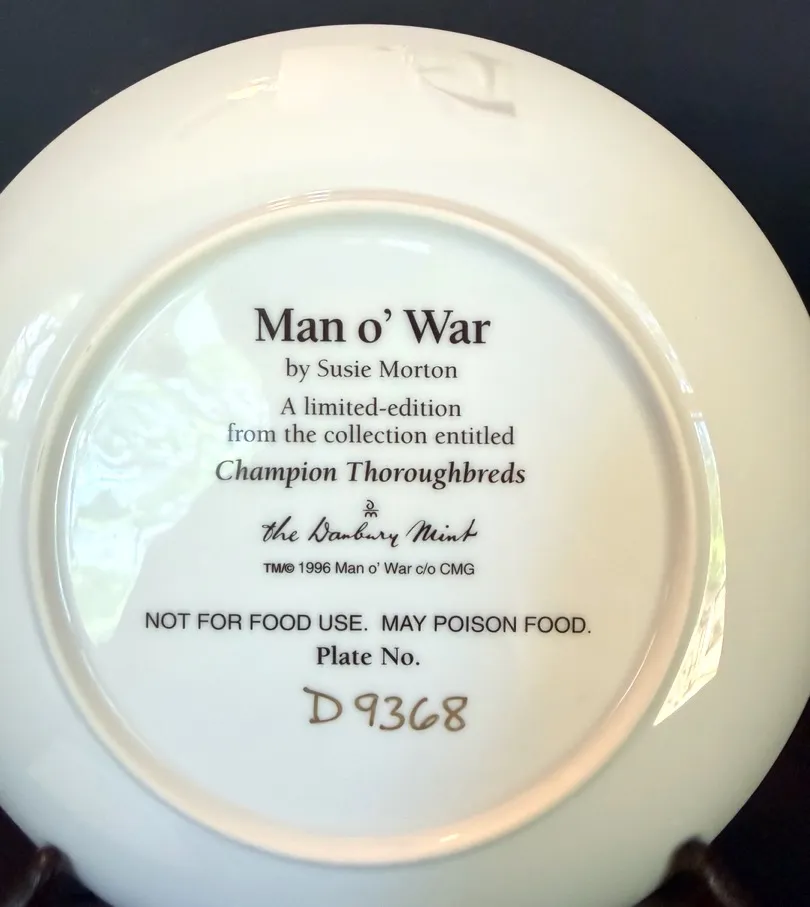 Man o' War
by Susie Morton
A limited-edition
from the collection entitled
Champion Thoroughbreds
the Danbury Mint
TM/© 1996 Man o' War c/o CMG
NOT FOR FOOD USE. MAY POISON FOOD.
Plate No.
D9368